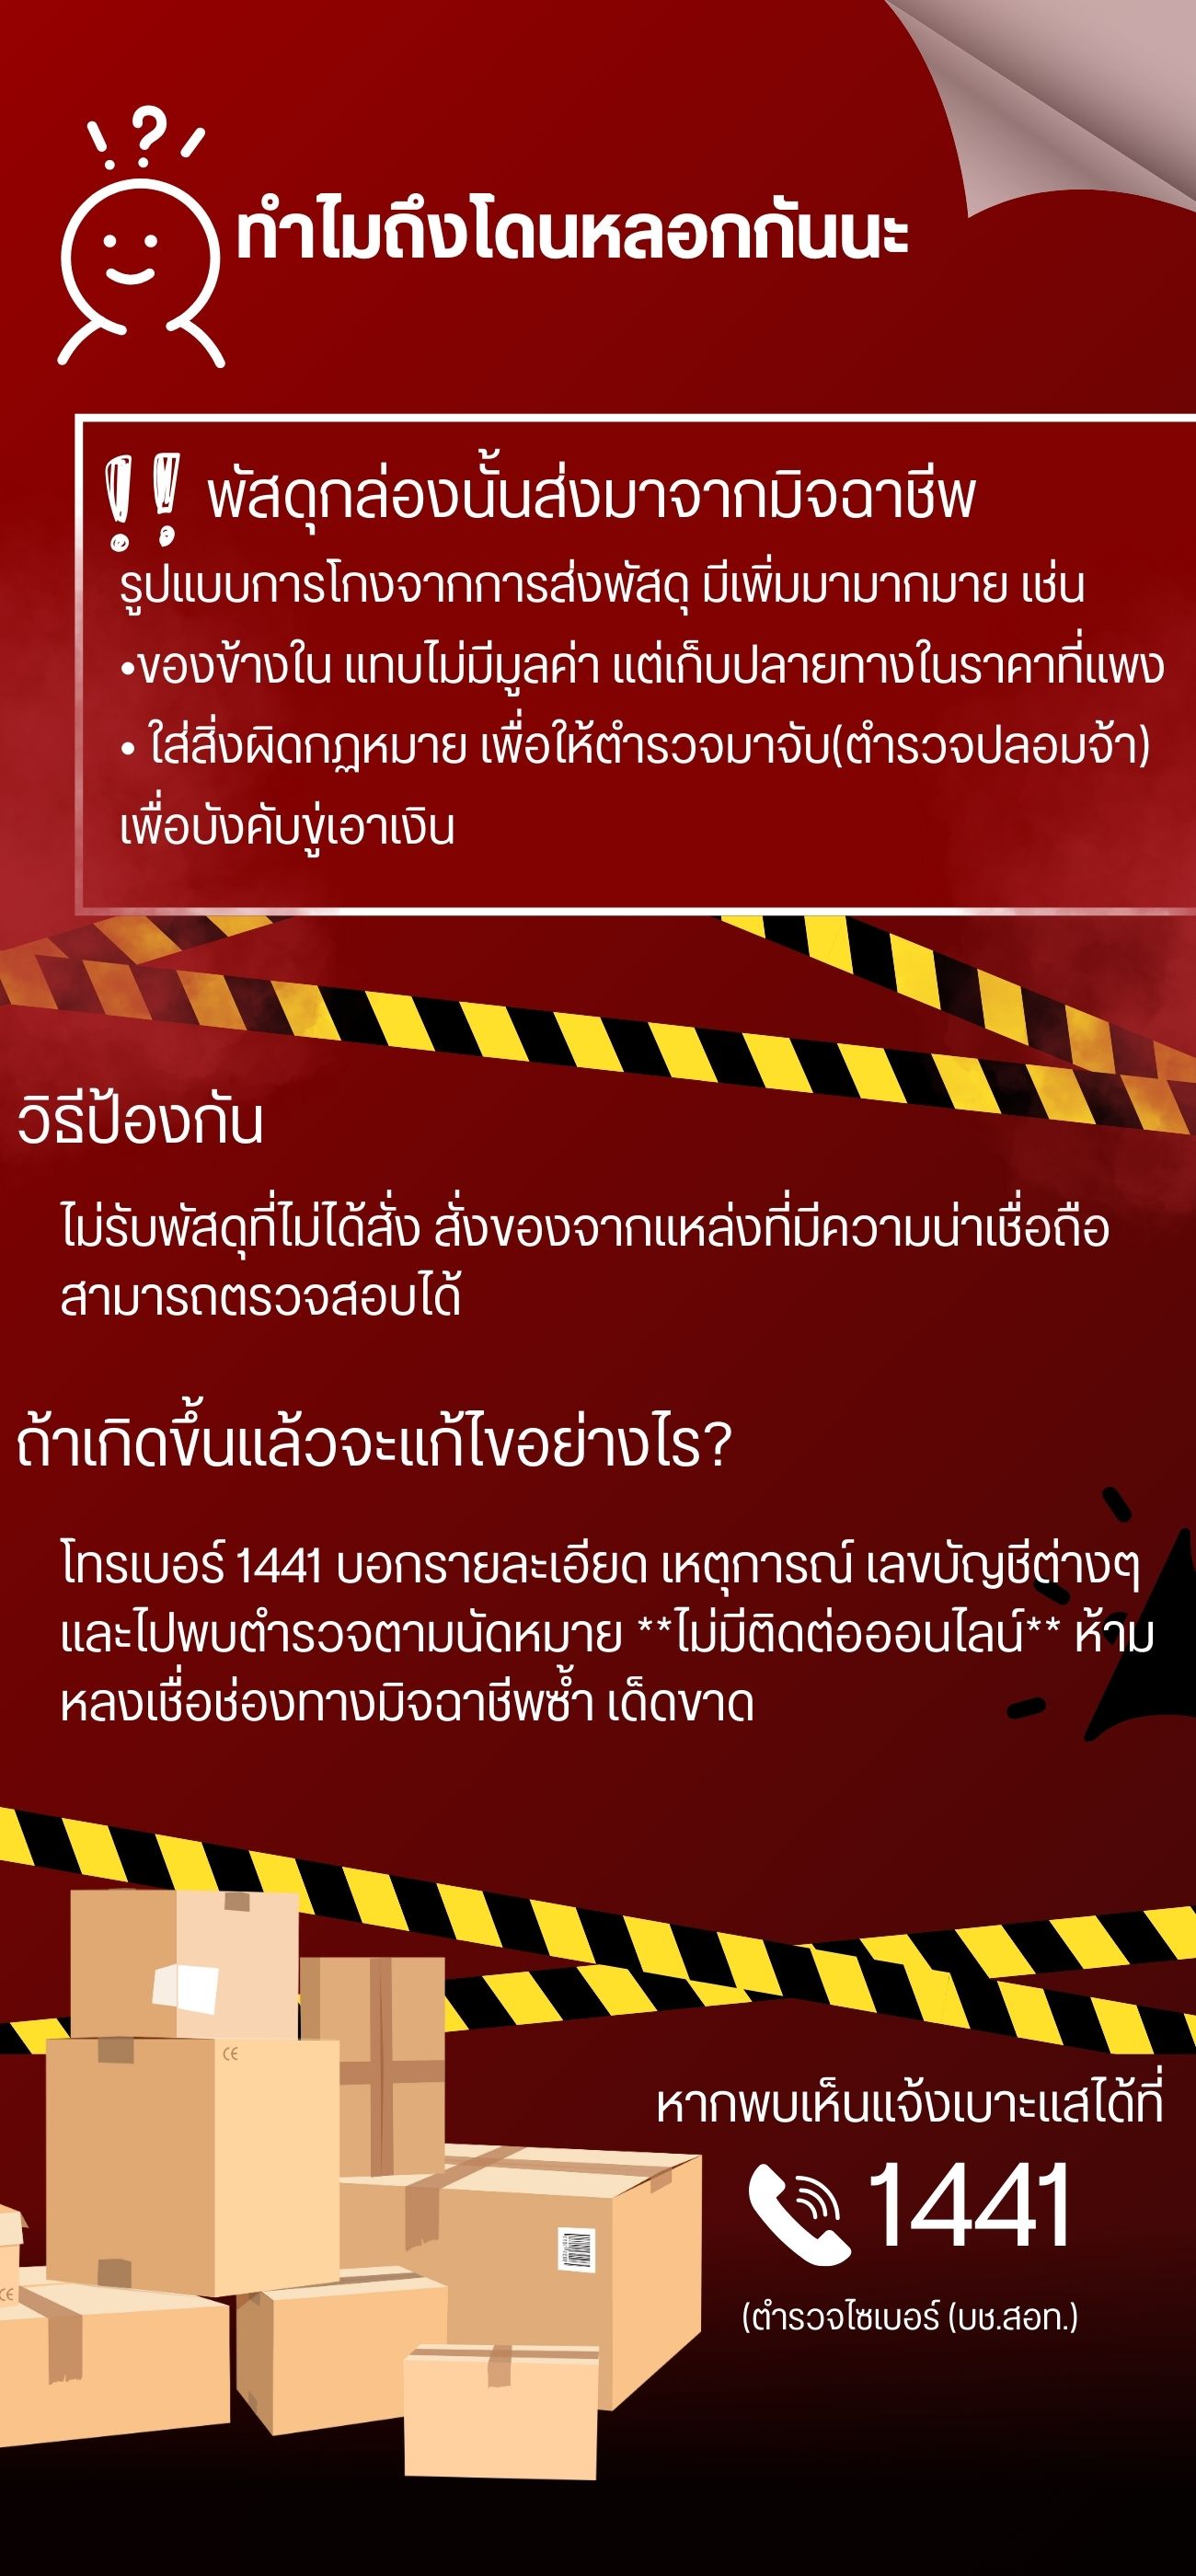 ทำไมถึงโดนหลอกกันนะ
พัสดุกล่องนั้นส่งมาจากมิจฉาชีพ
รูปแบบการโกงจากการส่งพัสดุ มีเพิ่มมามากมาย เช่น
•ของข้างใน แทบไม่มีมูลค่า แต่เก็บปลายทางในราคาที่แพง
• ใส่สิ่งผิดกฎหมาย เพื่อให้ตำรวจมาจับ(ตำรวจปลอมจ้า)
เพื่อบังคับขู่เอาเงิน
วิธีป้องกัน
ไม่รับพัสดุที่ไม่ได้สั่ง สั่งของจากแหล่งที่มีความน่าเชื่อถือ
สามารถตรวจสอบได้
ถ้าเกิดขึ้นแล้วจะแก้ไขอย่างไร?
โทรเบอร์ 1441 บอกรายละเอียด เหตุการณ์ เลขบัญชีต่างๆ
และไปพบตำรวจตามนัดหมาย **ไม่มีติดต่อออนไลน์** ห้าม
หลงเชื่อช่องทางมิจฉาชีพซ้ำ เด็ดขาด
CE
CE
หากพบเห็นแจ้งเบาะแสได้ที่
1441
(ตำรวจไซเบอร์ (บช.สอท.)